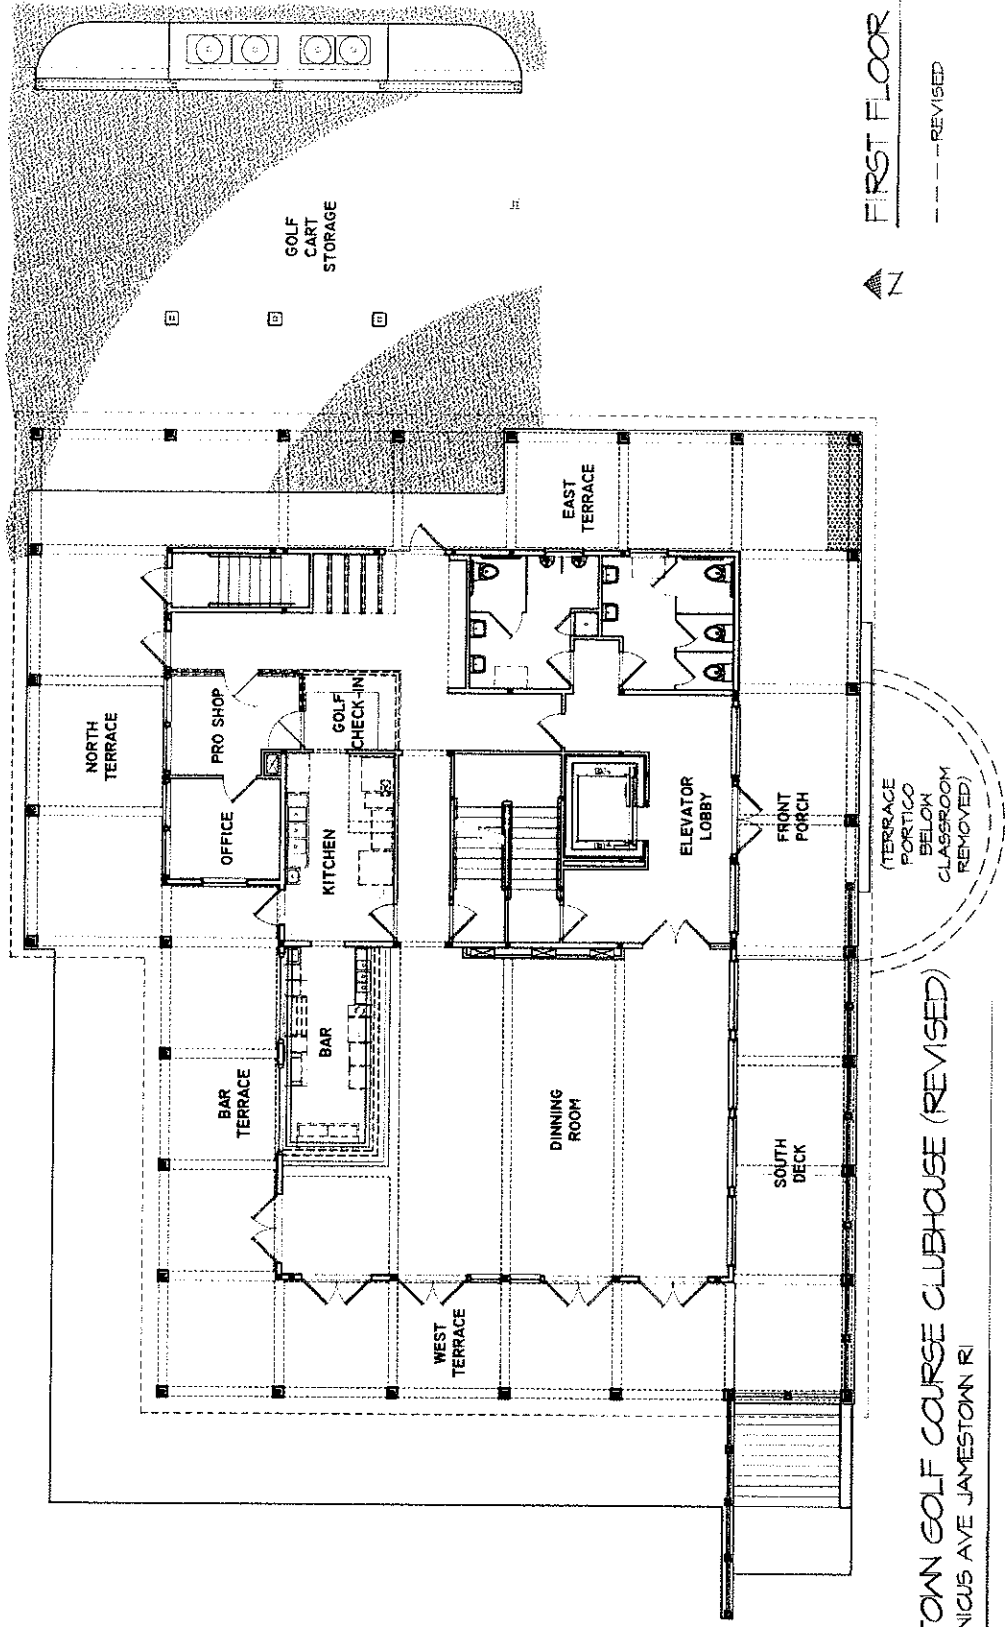 GOLF
CART
STORAGE
NORTH
TERRACE
PRO SHOP
GOLF
CHECK-IN
OFFICE
KITCHEN
EAST
TERRACE
BAR
TERRACE
BAR
ELEVATOR
LOBBY
FRONT
PORCH
DINNING
ROOM
WEST
TERRACE
SOUTH
DECK
(TERRACE
PORTICO
BELOW
CLASSROOM
REMOVED)
TOWN GOLF COURSE CLUBHOUSE (REVISED)
NICUS AVE JAMESTOWN RI
Z
FIRST FLOOR
----REVISED